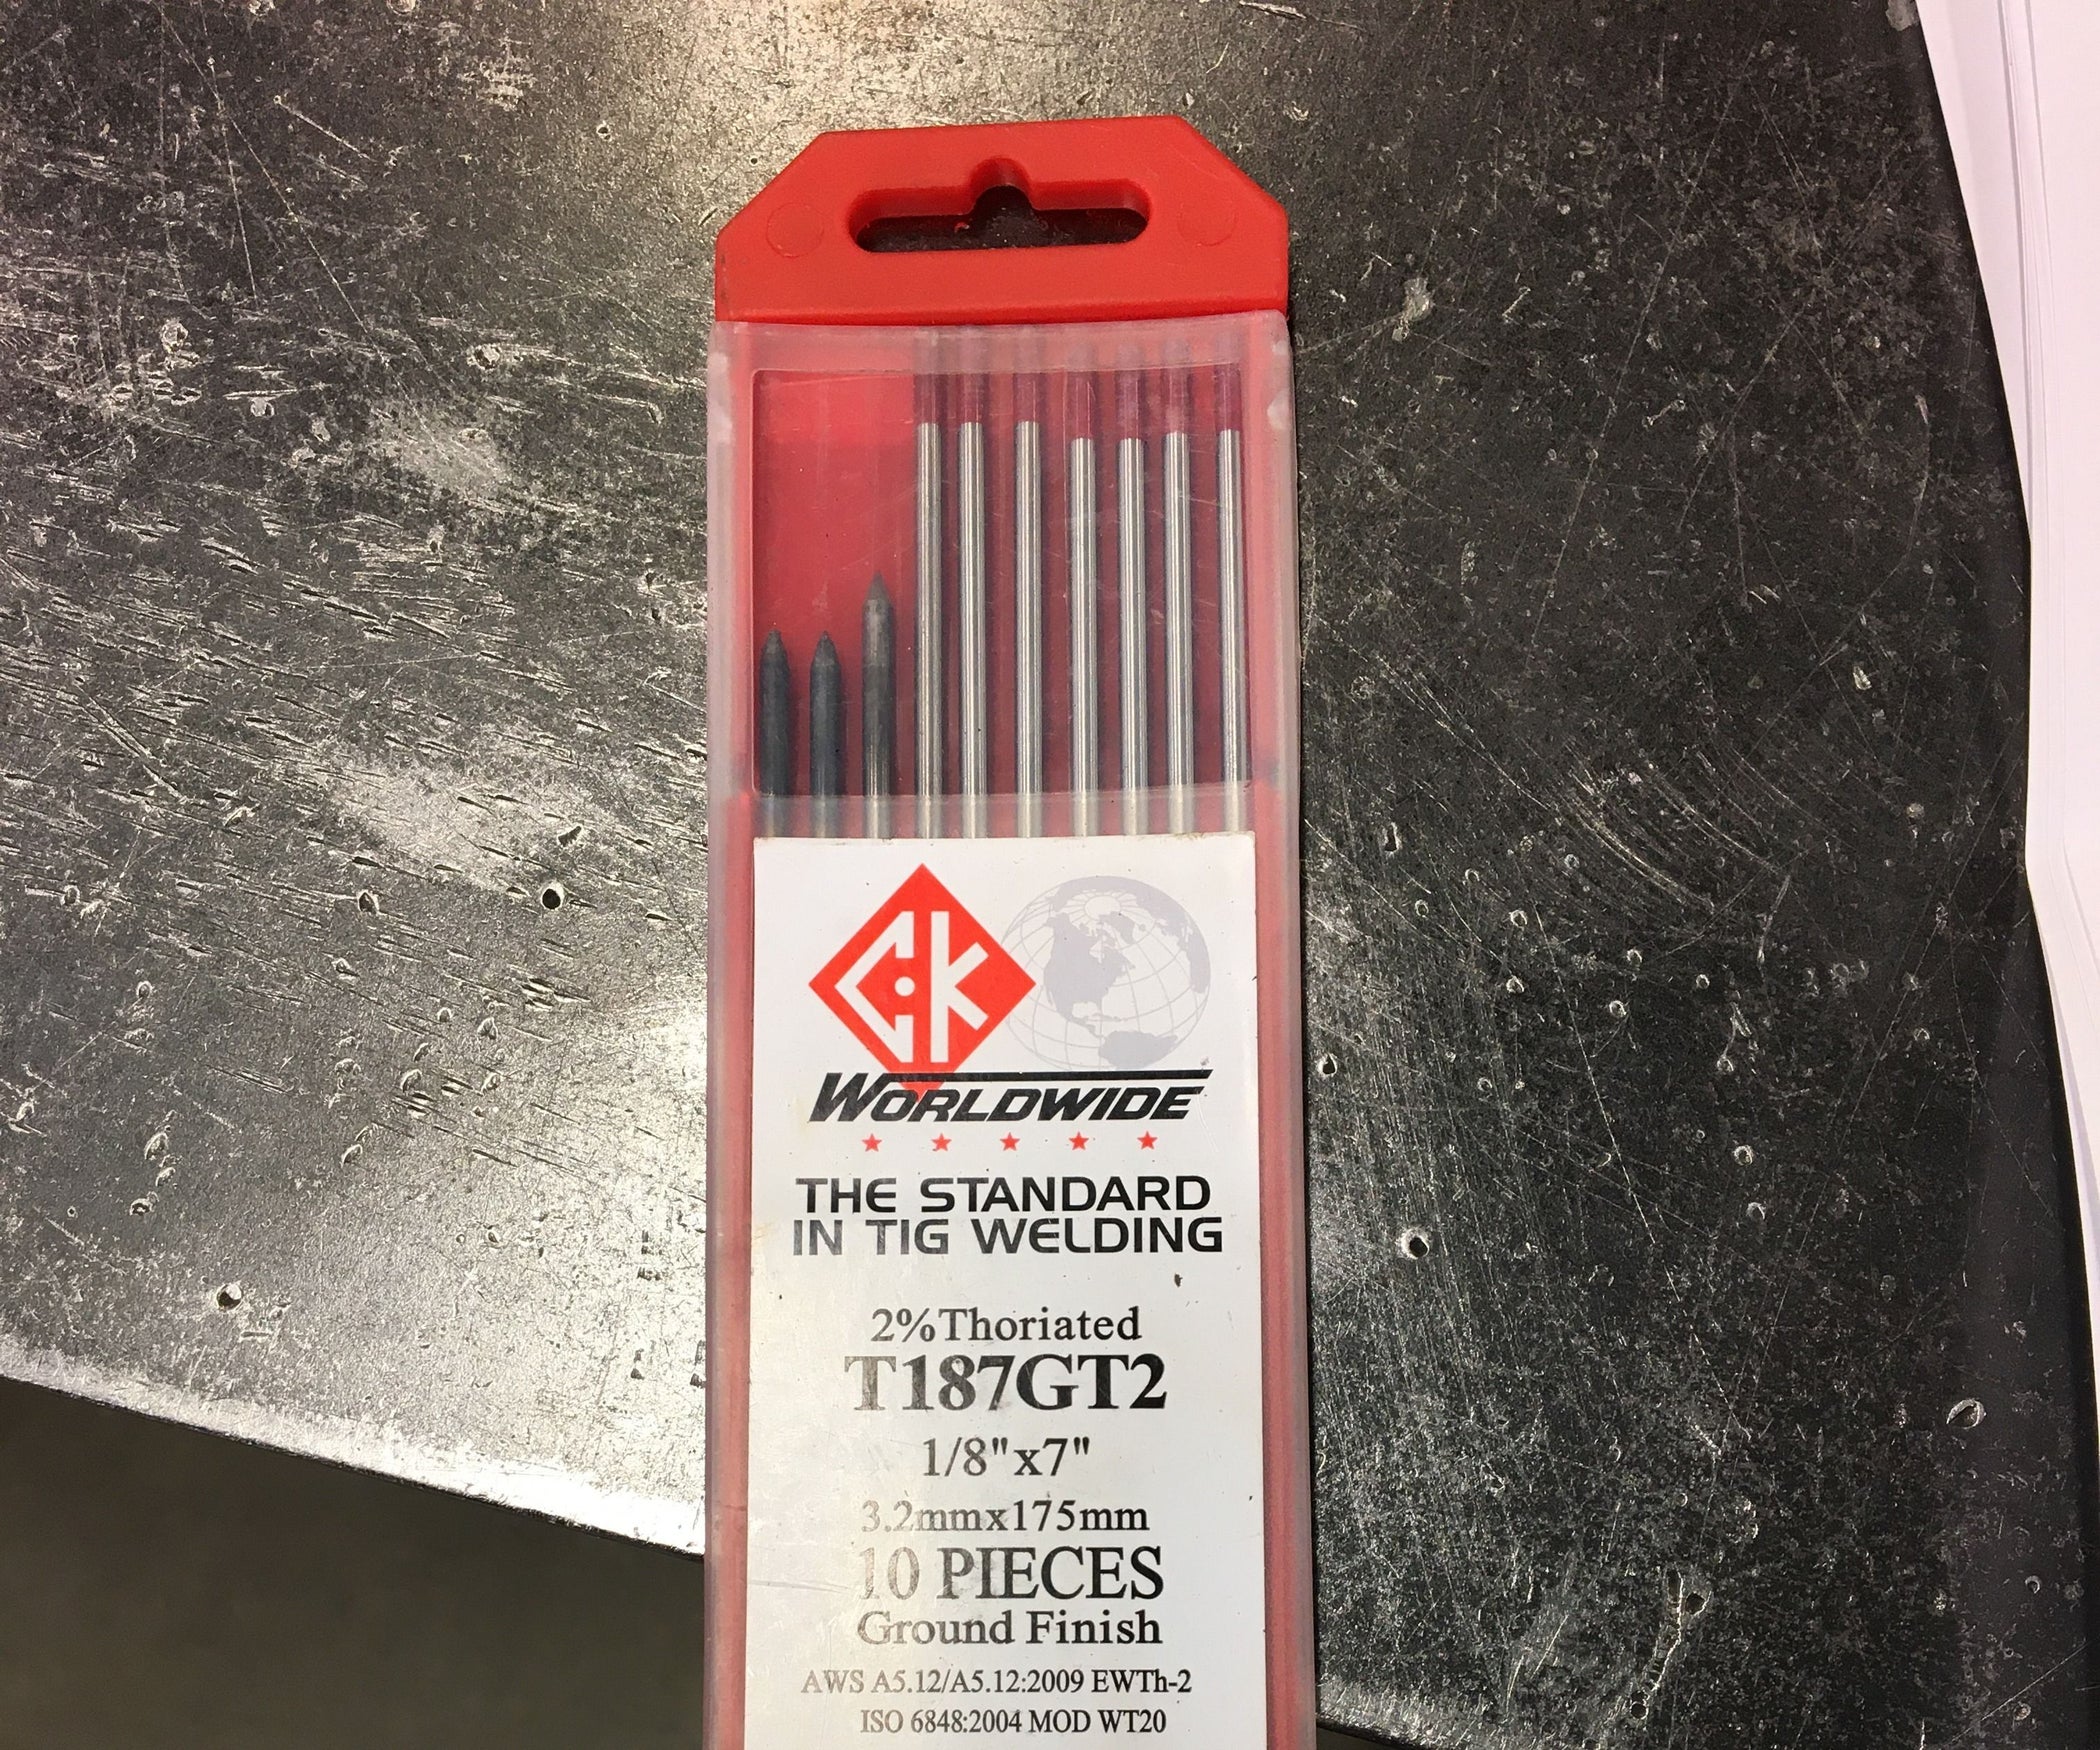 CK
WORLDWIDE
THE STANDARD
IN TIG WELDING
2%Thoriated
T187GT2
1/8"x7"
3.2mmx175mm
10 PIECES
Ground Finish
AWS A5.12/A5.12:2009 EWTh-2
ISO 6848:2004 MOD WT20